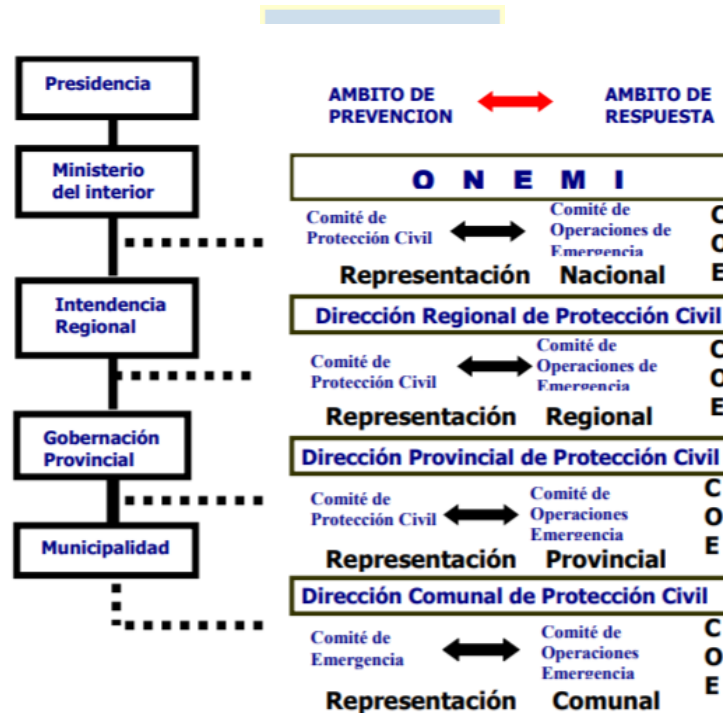 Presidencia
Ministerio
del interior
Intendencia
Regional
Gobernación
Provincial
Municipalidad
AMBITO DE
PREVENCION
AMBITO DE
RESPUESTA
O N E M I
Comité de
Protección Civil
Comité de
Operaciones de
Emergencia
C
O
E
Representación Nacional
Dirección Regional de Protección Civil
Comité de
Protección Civil
Comité de
Operaciones de
Emergencia
C
O
E
Representación Regional
Dirección Provincial de Protección Civil
Comité de
Protección Civil
Comité de
Operaciones
Emergencia
C
O
E
Representación Provincial
Dirección Comunal de Protección Civil
Comité de
Emergencia
Comité de
Operaciones
Emergencia
C
O
E
Representación Comunal